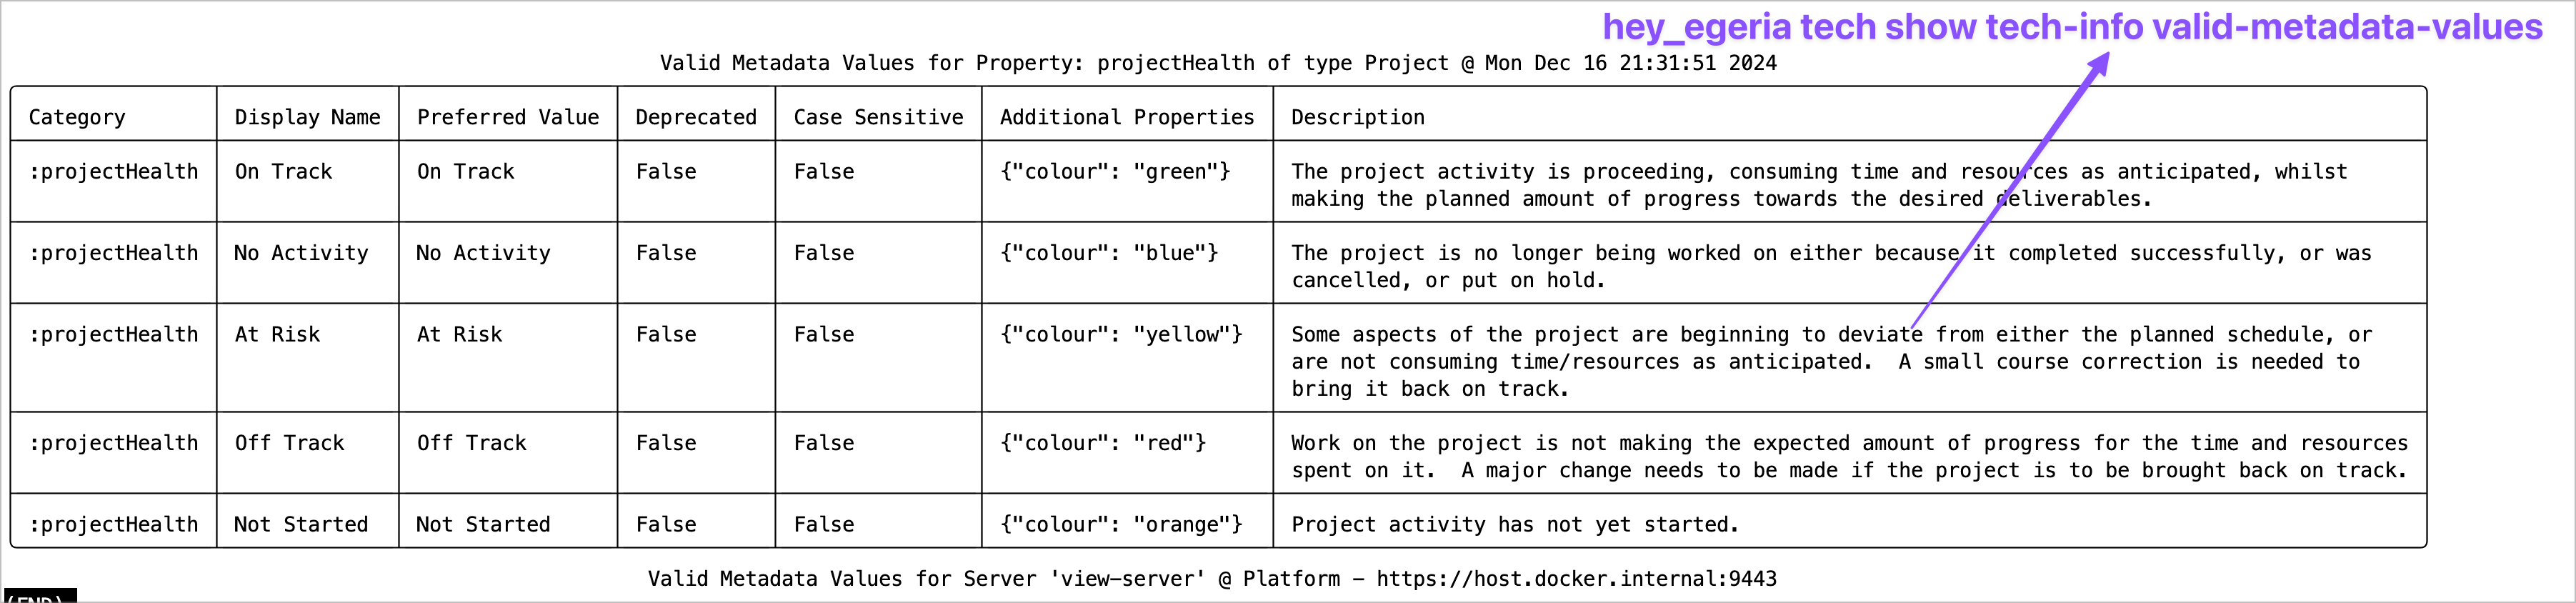 hey_egeria tech show tech-info valid-metadata-values
Valid Metadata Values for Property: projectHealth of type Project @ Mon Dec 16 21:31:51 2024
Category Display Name Preferred Value Deprecated Case Sensitive Additional Properties Description
:projectHealth On Track On Track False False {"colour": "green"} The project activity is proceeding, consuming time and resources as anticipated, whilst
making the planned amount of progress towards the desired deliverables.
:projectHealth No Activity No Activity False False {"colour": "blue"} The project is no longer being worked on either because it completed successfully, or was
cancelled, or put on hold.
:projectHealth At Risk At Risk False False {"colour": "yellow"} Some aspects of the project are beginning to deviate from either the planned schedule, or
are not consuming time/resources as anticipated.  A small course correction is needed to
bring it back on track.
:projectHealth Off Track Off Track False False {"colour": "red"} Work on the project is not making the expected amount of progress for the time and resources
spent on it.  A major change needs to be made if the project is to be brought back on track.
:projectHealth Not Started Not Started False False {"colour": "orange"} Project activity has not yet started.
Valid Metadata Values for Server 'view-server' @ Platform – https://host.docker.internal:9443
(END)